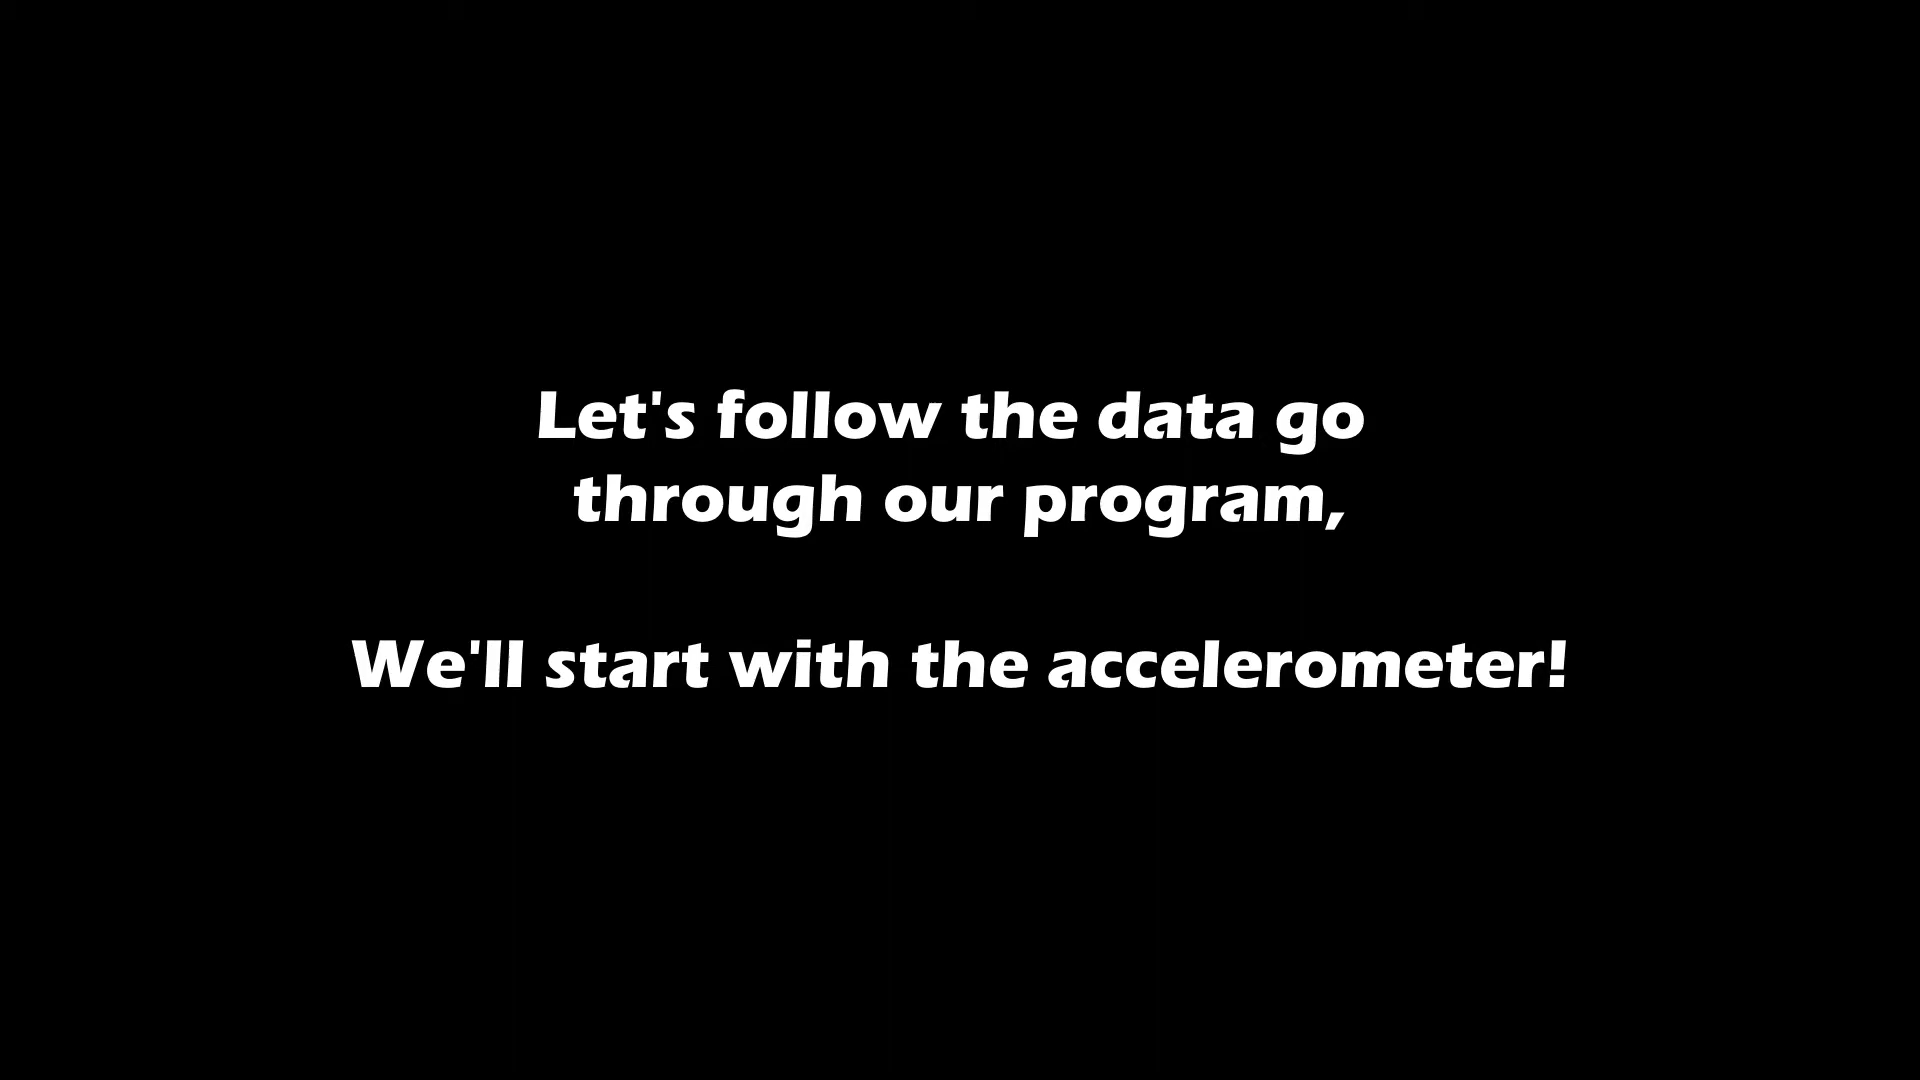 Let's follow the data go
through our program,
We'll start with the accelerometer!